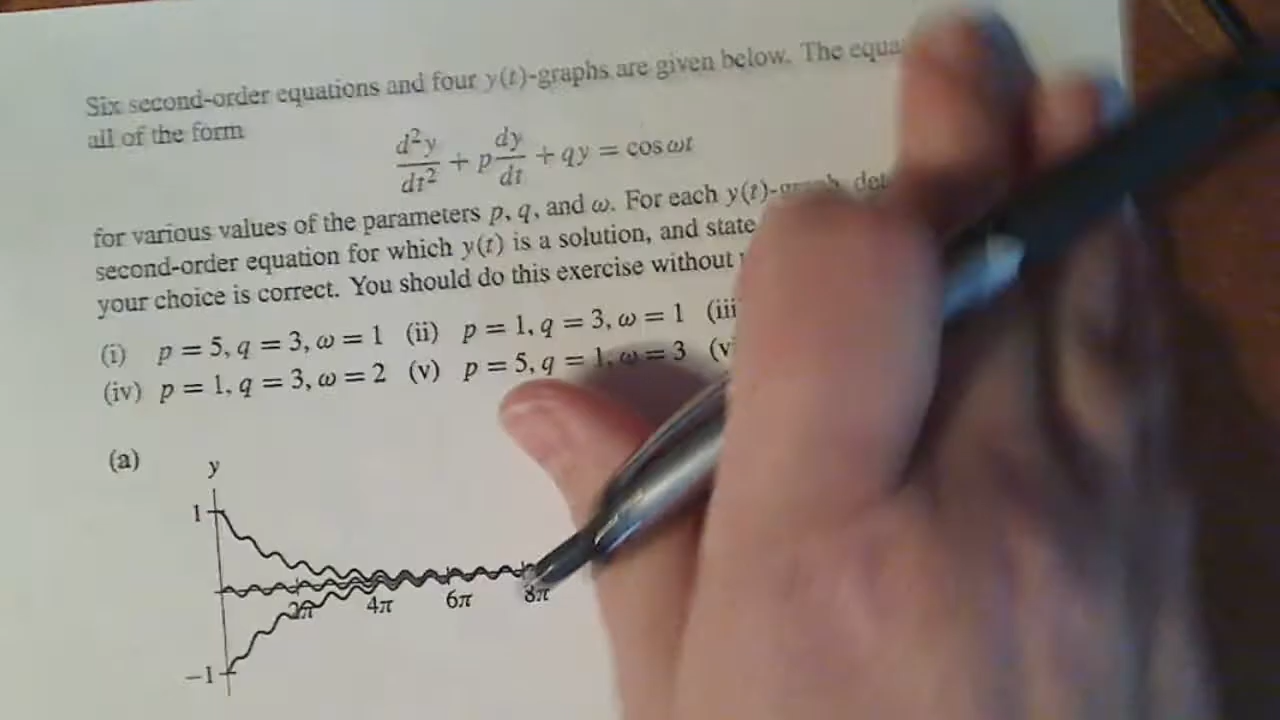 Six second-order equations and four y(t)-graphs are given below. The
all of the form
d²y/dt² + p dy/dt + qy = cos ωt
for various values of the parameters p, q, and ω. For each y(t)-graph,
second-order equation for which y(t) is a solution, and state
your choice is correct. You should do this exercise without
(i) p = 5, q = 3, ω = 1 (ii) p = 1, q = 3, ω = 1 (iii
(iv) p = 1, q = 3, ω = 2 (v) p = 5, q = 1, ω = 3 (v
(a)
y
1
2π 4π 6π 8π
−1